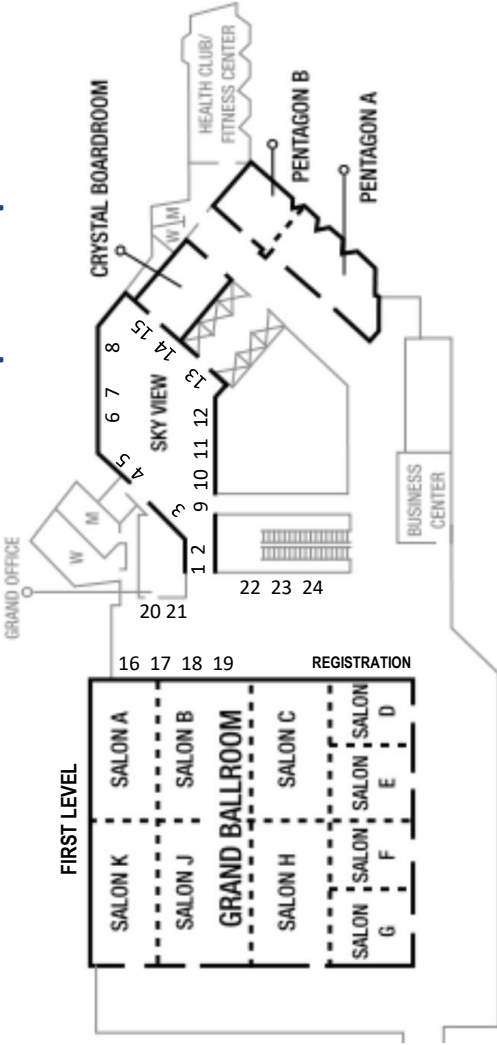 HEALTH CLUB/
FITNESS CENTER
PENTAGON B
PENTAGON A
CRYSTAL BOARDROOM
W M
SKY VIEW
8
15
14
13
6 7
5
4
3
12
11
10
9
1 2
GRAND OFFICE
W
M
20 21
22 23 24
BUSINESS
CENTER
16 17 18 19
REGISTRATION
FIRST LEVEL
GRAND BALLROOM
SALON A
SALON B
SALON C
SALON
D
SALON
E
SALON
F
SALON
G
SALON H
SALON J
SALON K